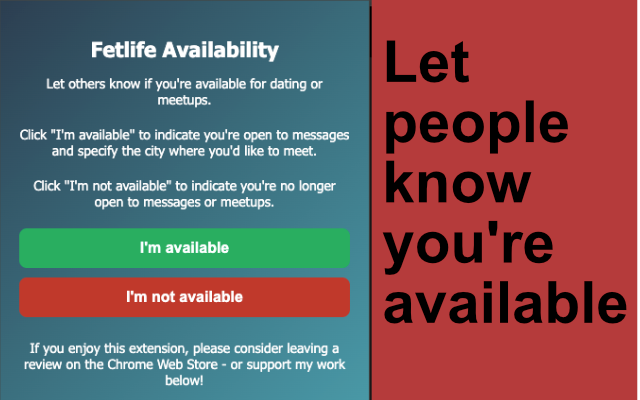 Fetlife Availability
Let others know if you're available for dating or
meetups.
Click "I'm available" to indicate you're open to messages
and specify the city where you'd like to meet.
Click "I'm not available" to indicate you're no longer
open to messages or meetups.
I'm available
I'm not available
If you enjoy this extension, please consider leaving a
review on the Chrome Web Store - or support my work
below!
Let
people
know
you're
available